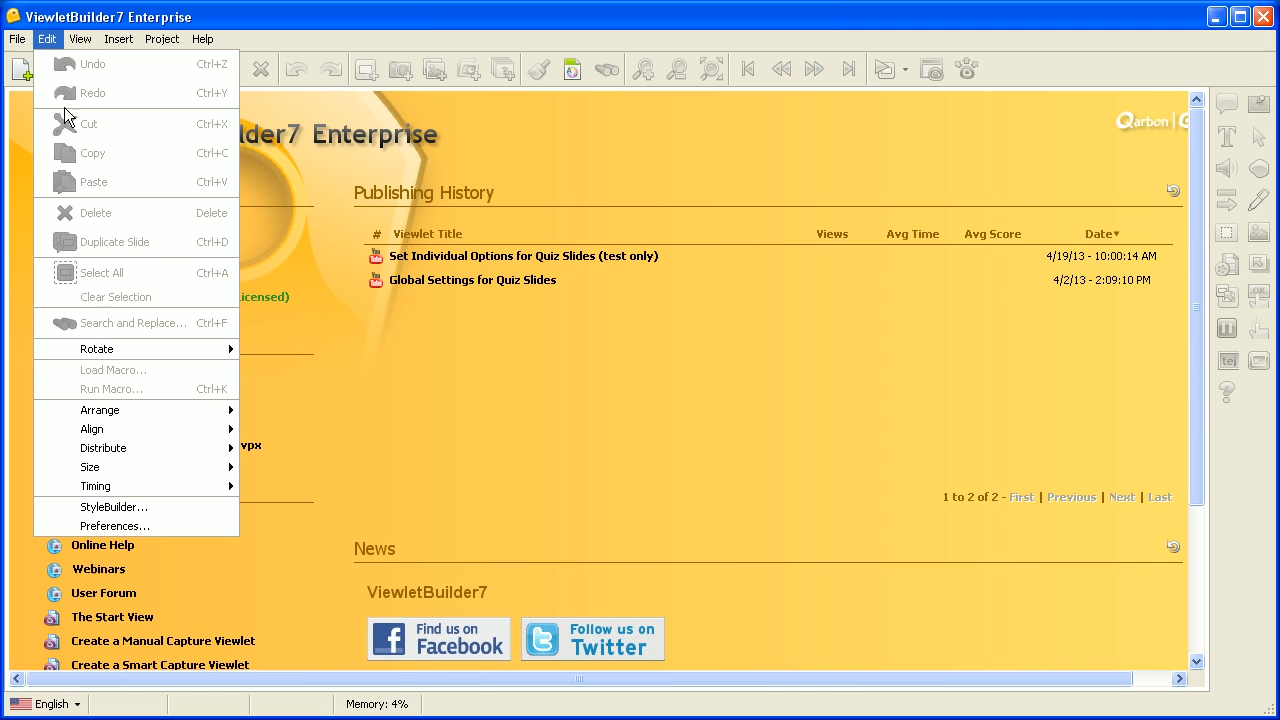 ViewletBuilder7 Enterprise
File Edit View Insert Project Help
Undo Ctrl+Z
Redo Ctrl+Y
Cut Ctrl+X
Copy Ctrl+C
Paste Ctrl+V
Delete Delete
Duplicate Slide Ctrl+D
Select All Ctrl+A
Clear Selection
Search and Replace... Ctrl+F
Rotate
Load Macro...
Run Macro... Ctrl+K
Arrange
Align
Distribute
Size
Timing
StyleBuilder...
Preferences...
lder7 Enterprise
Qarbon
icensed)
vpx
Publishing History
# Viewlet Title Views Avg Time Avg Score Date▾
Set Individual Options for Quiz Slides (test only) 4/19/13 - 10:00:14 AM
Global Settings for Quiz Slides 4/2/13 - 2:09:10 PM
1 to 2 of 2 - First | Previous | Next | Last
Online Help
Webinars
User Forum
The Start View
Create a Manual Capture Viewlet
Create a Smart Capture Viewlet
News
ViewletBuilder7
Find us on
Facebook
Follow us on
Twitter
OK
te
English
Memory: 4%